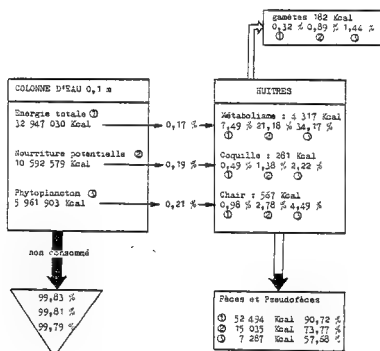 gamètes 182 Kcal
0,32 % 0,89 % 1,44 %
① ② ③
COLONNE D'EAU 0,1 m
Energie totale ①
32 947 030 Kcal
Nourriture potentielle ②
10 592 579 Kcal
Phytoplancton ③
5 961 903 Kcal
0,17 %
0,19 %
0,21 %
HUITRES
Métabolisme : 4 317 Kcal
7,49 % 21,18 % 34,17 %
① ② ③
Coquille : 281 Kcal
0,49 % 1,38 % 2,22 %
① ② ③
Chair : 567 Kcal
0,98 % 2,78 % 4,49 %
① ② ③
non consommé
99,83 %
99,81 %
99,79 %
Fèces et Pseudofèces
① 52 494 Kcal 90,72 %
② 15 035 Kcal 73,77 %
③ 7 287 Kcal 57,68 %